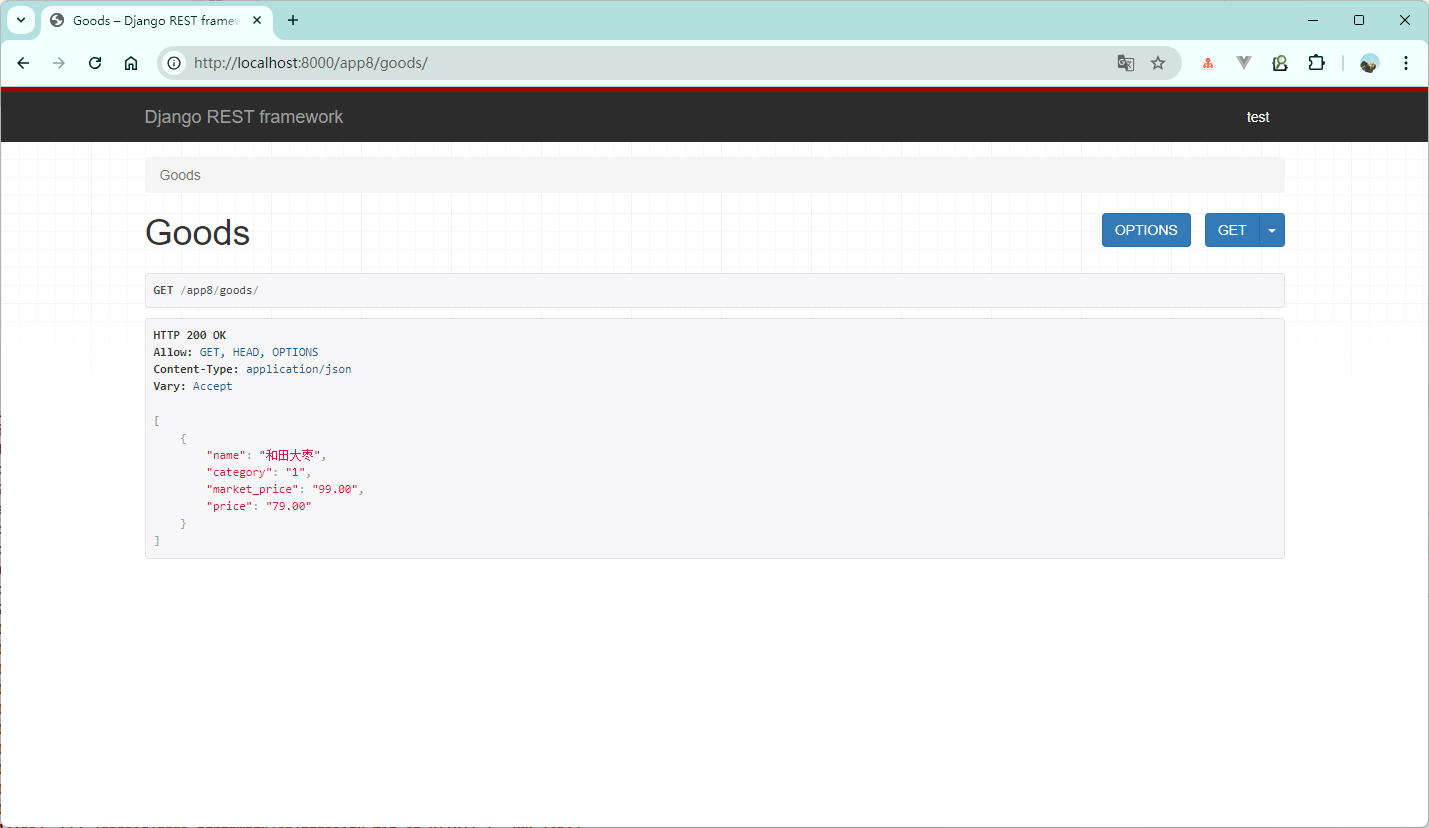 Goods – Django REST framew
http://localhost:8000/app8/goods/
Django REST framework
test
Goods
Goods
OPTIONS
GET
GET /app8/goods/
HTTP 200 OK
Allow: GET, HEAD, OPTIONS
Content-Type: application/json
Vary: Accept
[
{
"name": "和田大枣",
"category": "1",
"market_price": "99.00",
"price": "79.00"
}
]